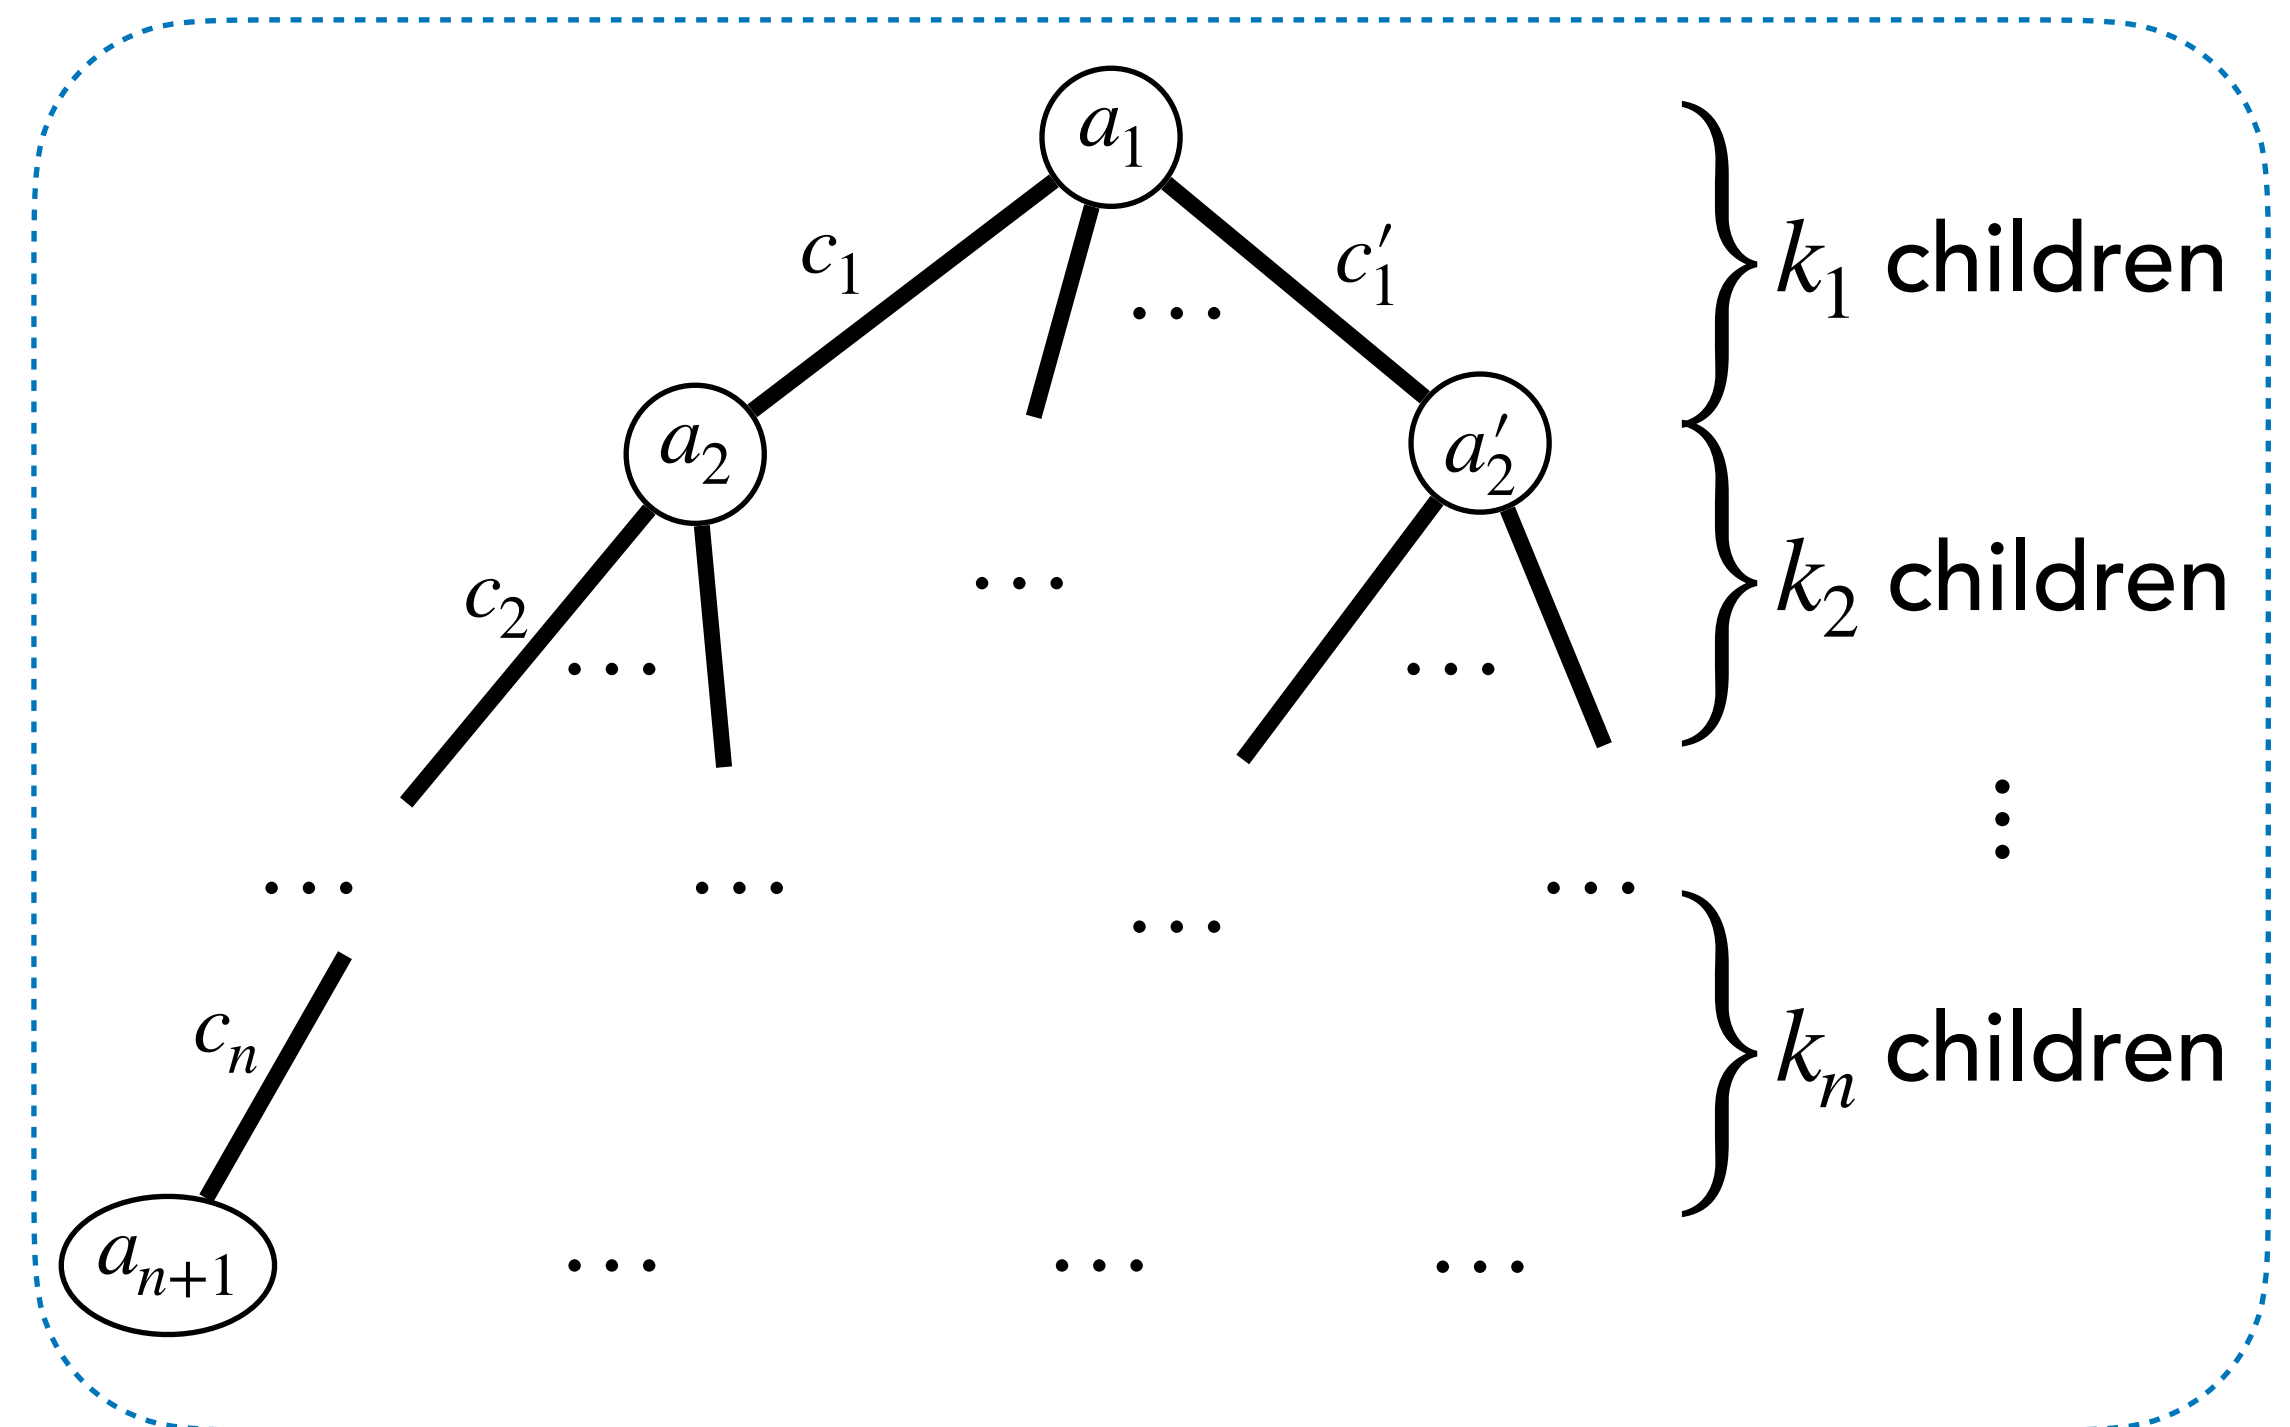 a₁
c₁
c′₁
k₁ children
a₂
a′₂
c₂
k₂ children
cₙ
kₙ children
aₙ₊₁